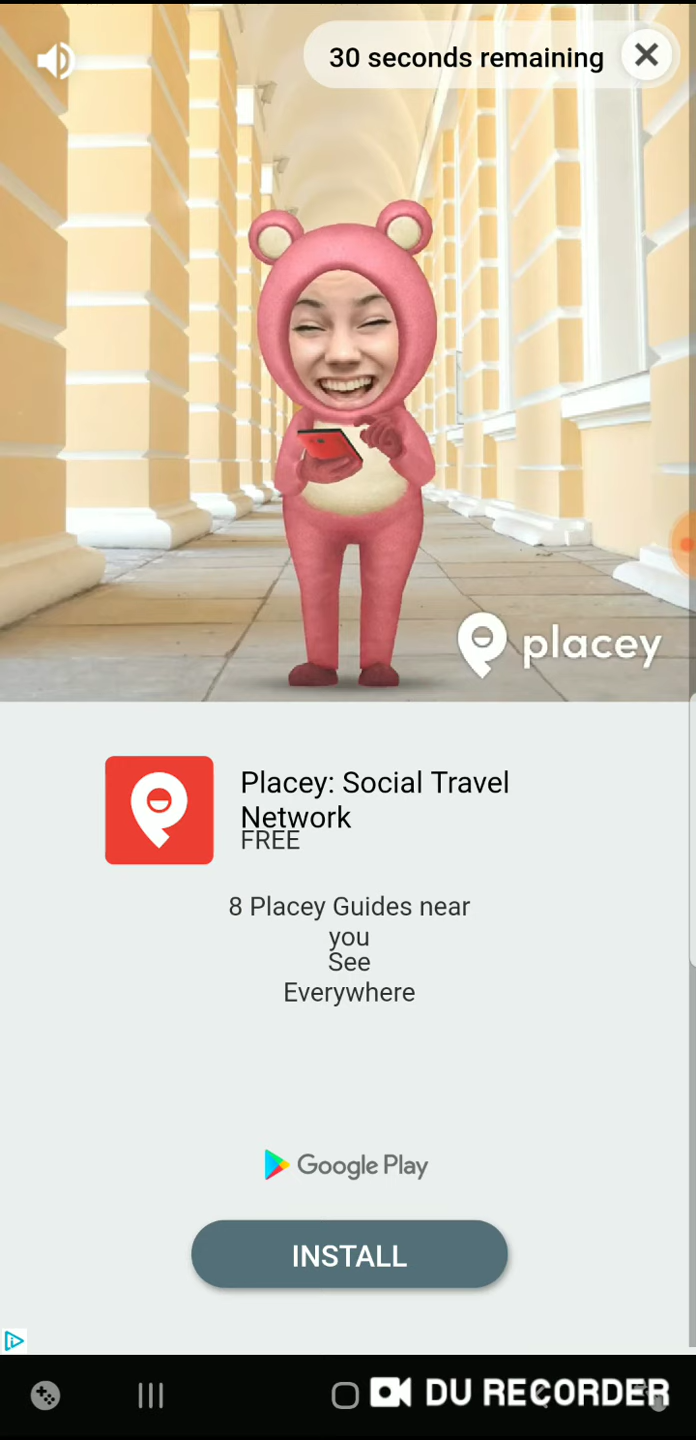 30 seconds remaining
placey
Placey: Social Travel
Network
FREE
8 Placey Guides near
you
See
Everywhere
Google Play
INSTALL
DU RECORDER